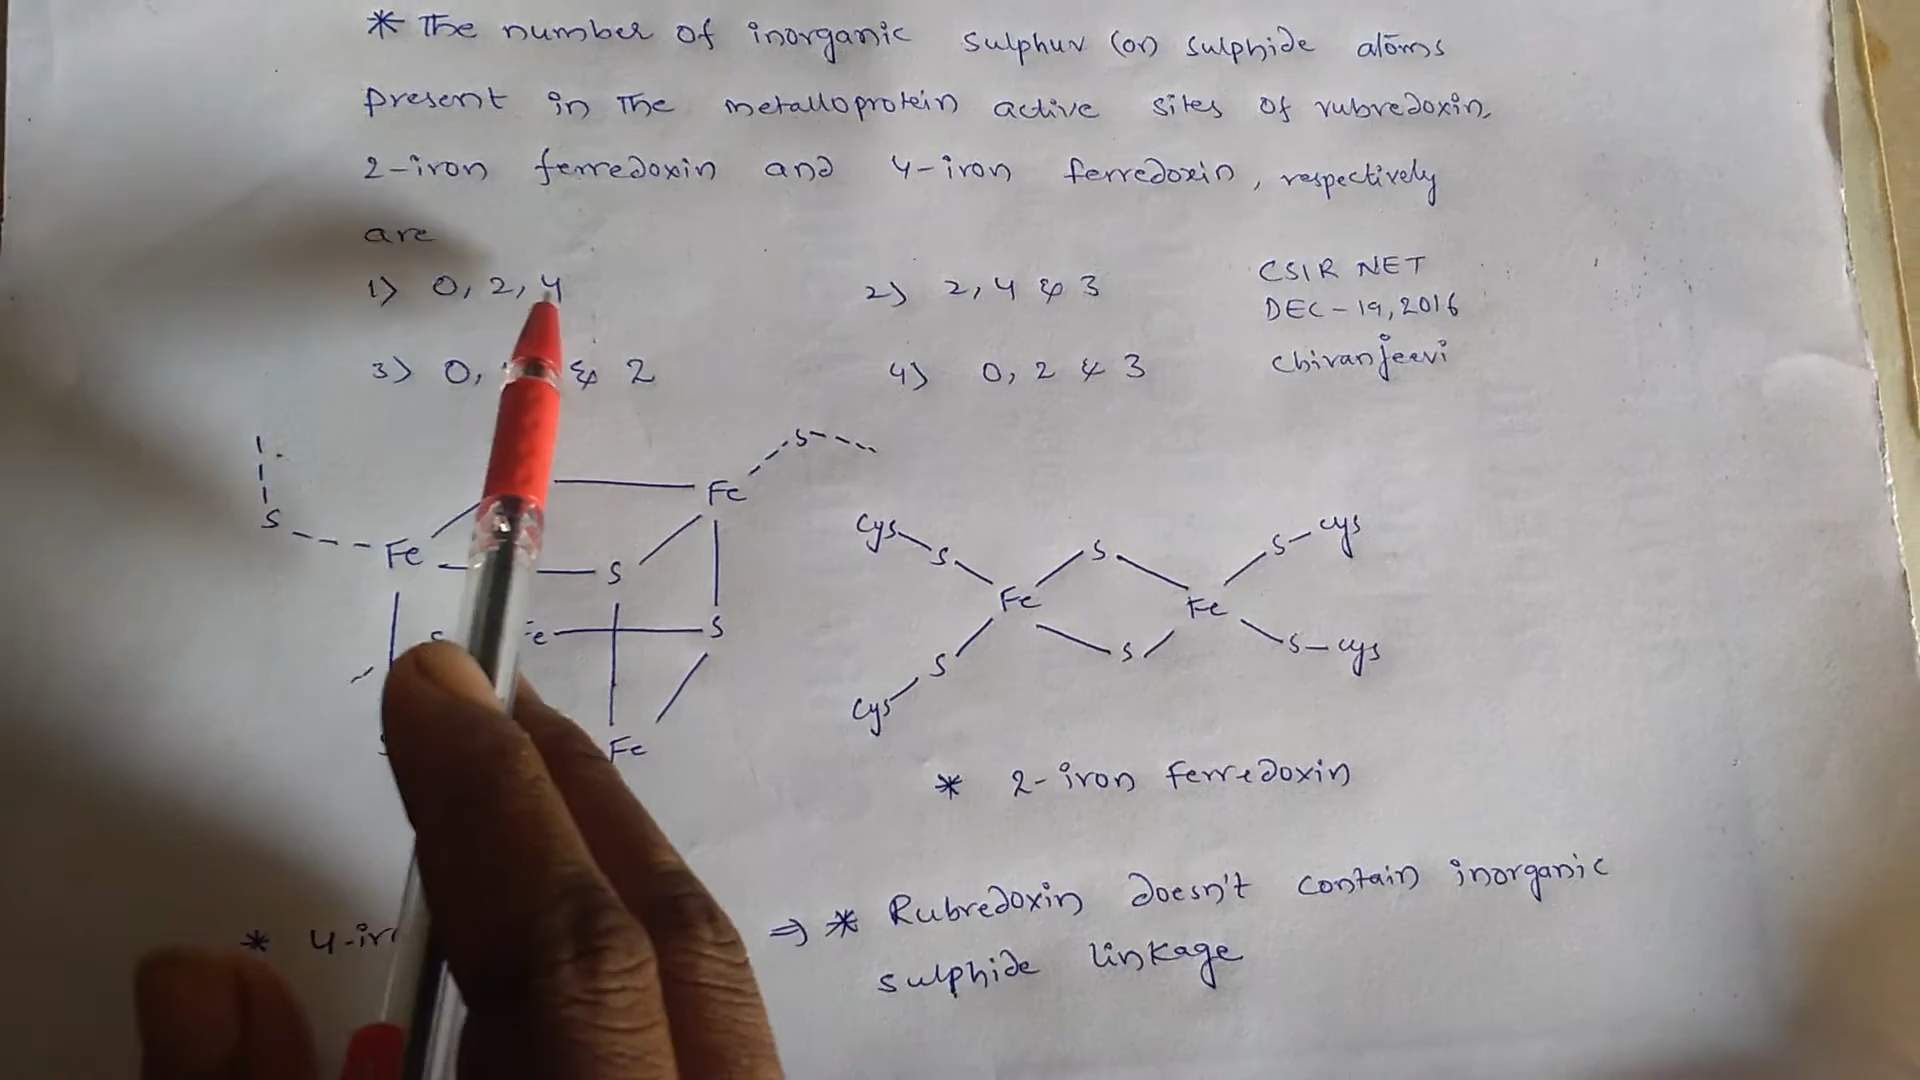 * The number of inorganic sulphur (or) sulphide atoms
present in the metalloprotein active sites of rubredoxin,
2-iron ferredoxin and 4-iron ferredoxin, respectively
are
1) 0, 2, 4
2) 2, 4 & 3
CSIR NET
DEC-19, 2016
Chiranjeevi
3) 0, & 2
4) 0, 2 & 3
S
Fe
S
Fe
S
Fe
S
Fe
Cys
S
S
S
Cys
Fe
Fe
S
S
S-Cys
Cys
* 2-iron Ferredoxin
* 4-
⇒ * Rubredoxin doesn't contain inorganic
sulphide linkage